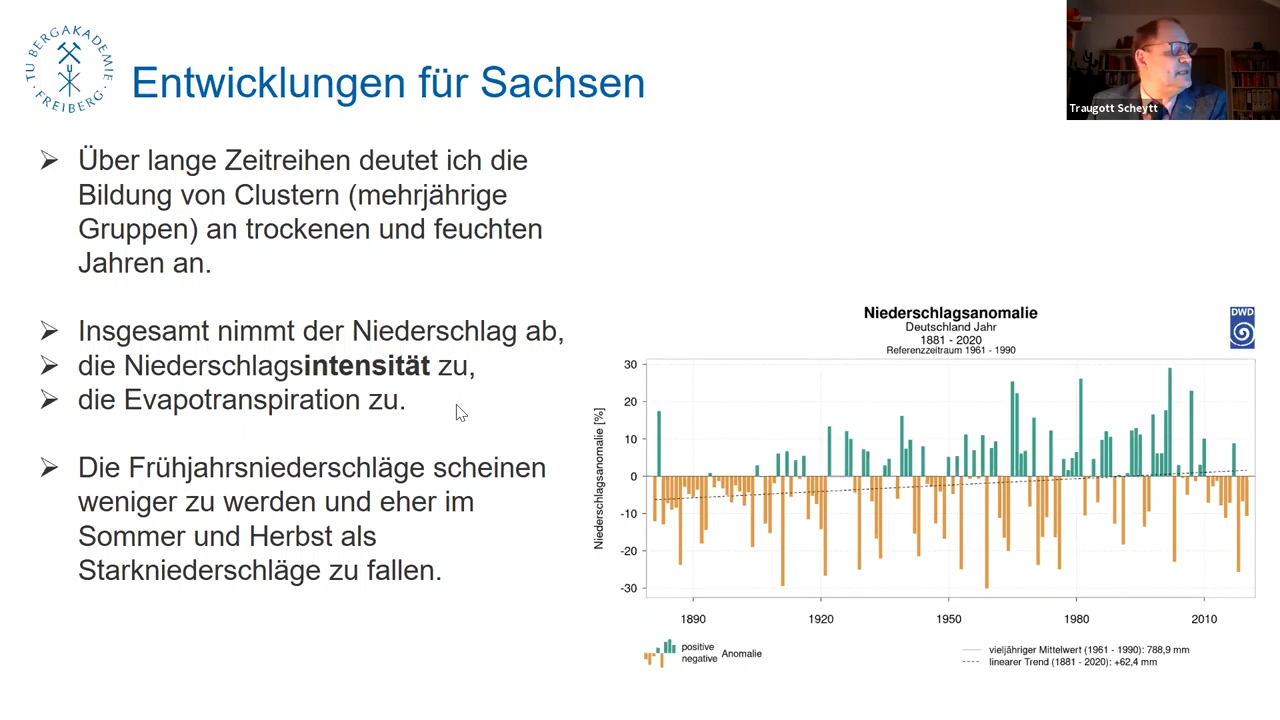 TU BERGAKADEMIE
FREIBERG
Entwicklungen für Sachsen
Traugott Scheytt
➢ Über lange Zeitreihen deutet ich die
Bildung von Clustern (mehrjährige
Gruppen) an trockenen und feuchten
Jahren an.
➢ Insgesamt nimmt der Niederschlag ab,
➢ die Niederschlagsintensität zu,
➢ die Evapotranspiration zu.
➢ Die Frühjahrsniederschläge scheinen
weniger zu werden und eher im
Sommer und Herbst als
Starkniederschläge zu fallen.
Niederschlagsanomalie
Deutschland Jahr
1881 - 2020
Referenzzeitraum 1961 - 1990
DWD
Niederschlagsanomalie [%]
30
20
10
0
-10
-20
-30
1890 1920 1950 1980 2010
positive
negative Anomalie
vieljähriger Mittelwert (1961 - 1990): 788,9 mm
linearer Trend (1881 - 2020): +62,4 mm